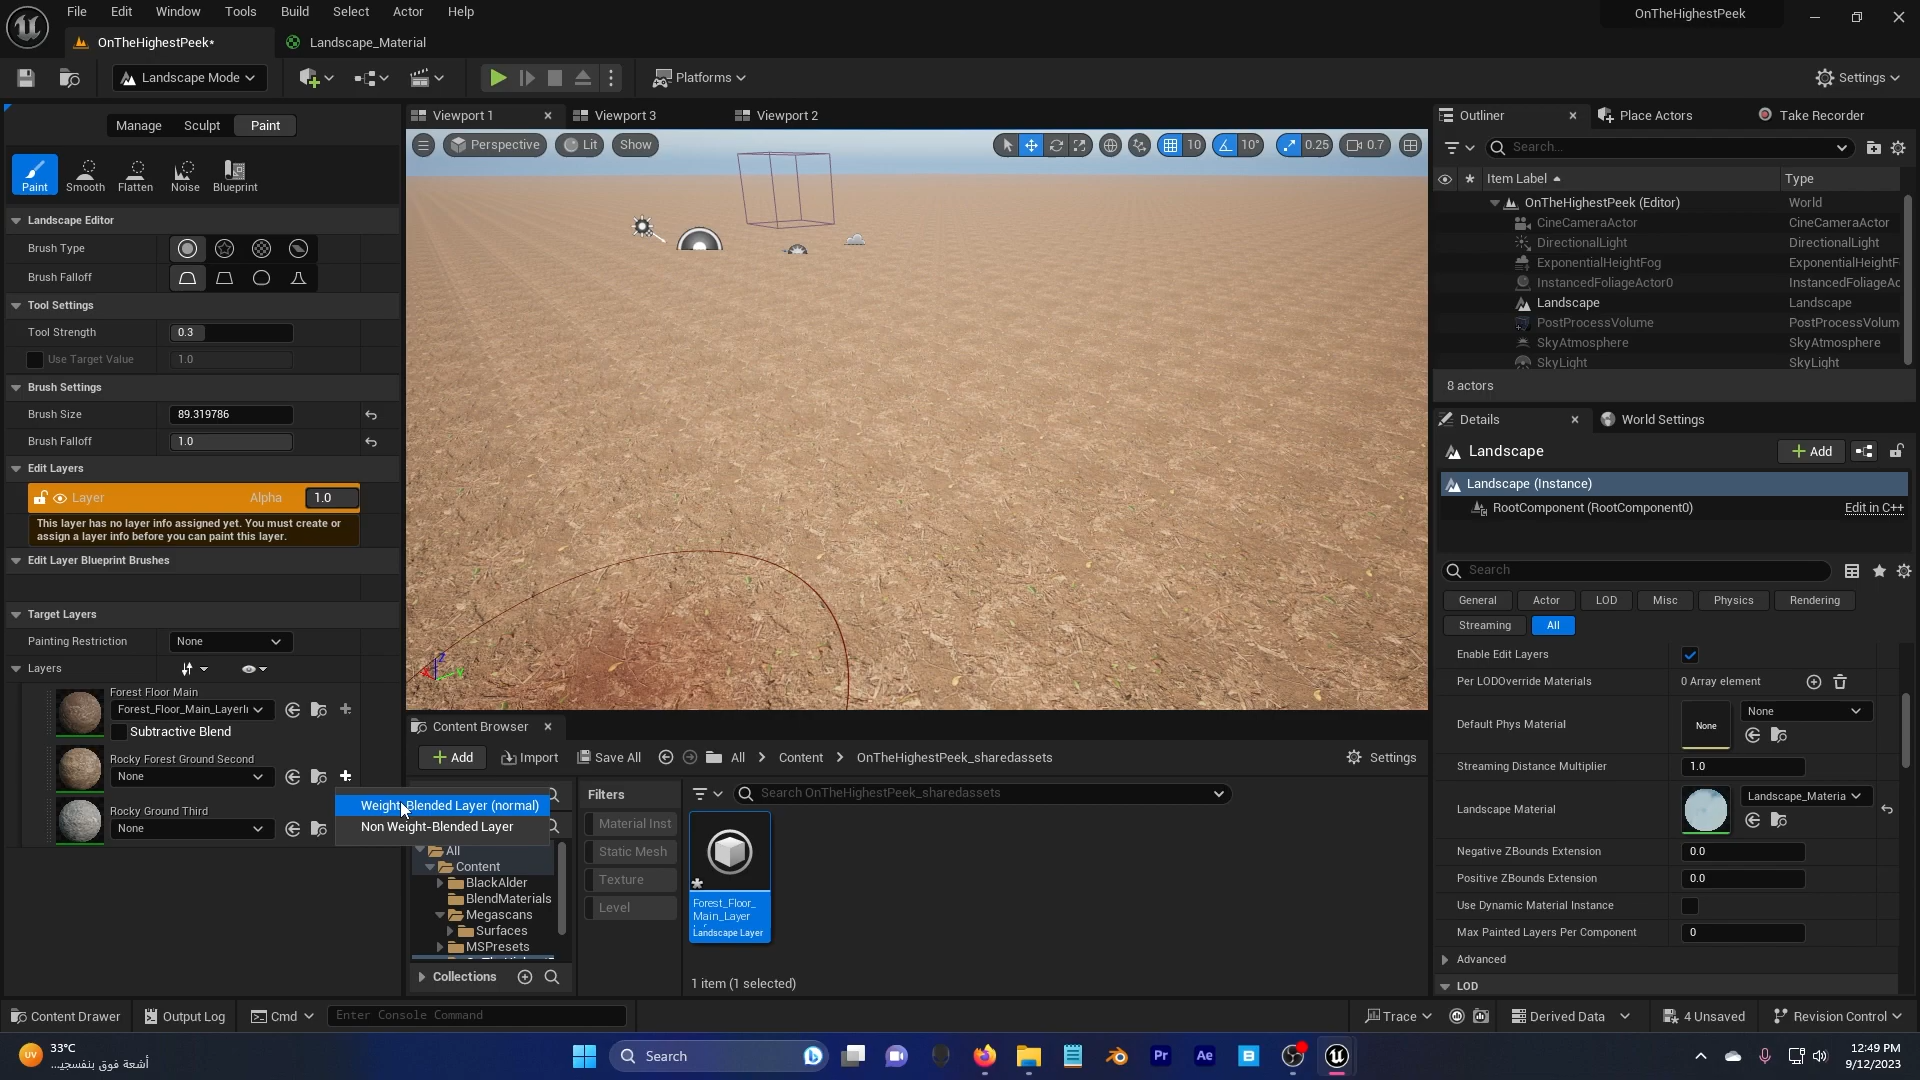 File Edit Window Tools Build Select Actor Help
OnTheHighestPeek
OnTheHighestPeek*
Landscape_Material
Landscape Mode
Platforms
Settings
Manage Sculpt Paint
Paint Smooth Flatten Noise Blueprint
Landscape Editor
Brush Type
Brush Falloff
Tool Settings
Tool Strength 0.3
Use Target Value 1.0
Brush Settings
Brush Size 89.319786
Brush Falloff 1.0
Edit Layers
Layer Alpha 1.0
This layer has no layer info assigned yet. You must create or
assign a layer info before you can paint this layer.
Edit Layer Blueprint Brushes
Target Layers
Painting Restriction None
Layers
Forest Floor Main
Forest_Floor_Main_LayerIr
Subtractive Blend
Rocky Forest Ground Second
None
Rocky Ground Third
None
Weight-Blended Layer (normal)
Non Weight-Blended Layer
Viewport 1
Viewport 3
Viewport 2
Perspective Lit Show
10 10° 0.25 0.7
Content Browser
Add Import Save All All Content OnTheHighestPeek_sharedassets Settings
All
Content
BlackAlder
BlendMaterials
Megascans
Surfaces
MSPresets
Collections
Filters
Material Inst
Static Mesh
Texture
Level
Search OnTheHighestPeek_sharedassets
Forest_Floor_
Main_Layer
Landscape Layer
1 item (1 selected)
Outliner
Place Actors
Take Recorder
Search...
Item Label Type
OnTheHighestPeek (Editor) World
CineCameraActor CineCameraActor
DirectionalLight DirectionalLight
ExponentialHeightFog ExponentialHeightF
InstancedFoliageActor0 InstancedFoliageAc
Landscape Landscape
PostProcessVolume PostProcessVolum
SkyAtmosphere SkyAtmosphere
SkyLight SkyLight
8 actors
Details
World Settings
Landscape
Add
Landscape (Instance)
RootComponent (RootComponent0) Edit in C++
Search
General Actor LOD Misc Physics Rendering
Streaming All
Enable Edit Layers
Per LODOverride Materials 0 Array element
Default Phys Material None None
Streaming Distance Multiplier 1.0
Landscape Material Landscape_Materia
Negative ZBounds Extension 0.0
Positive ZBounds Extension 0.0
Use Dynamic Material Instance
Max Painted Layers Per Component 0
Advanced
LOD
Content Drawer Output Log Cmd Enter Console Command Trace Derived Data 4 Unsaved Revision Control
33°C
أشعة فوق بنفسجي...
Search
Pr
Ae
12:49 PM
9/12/2023